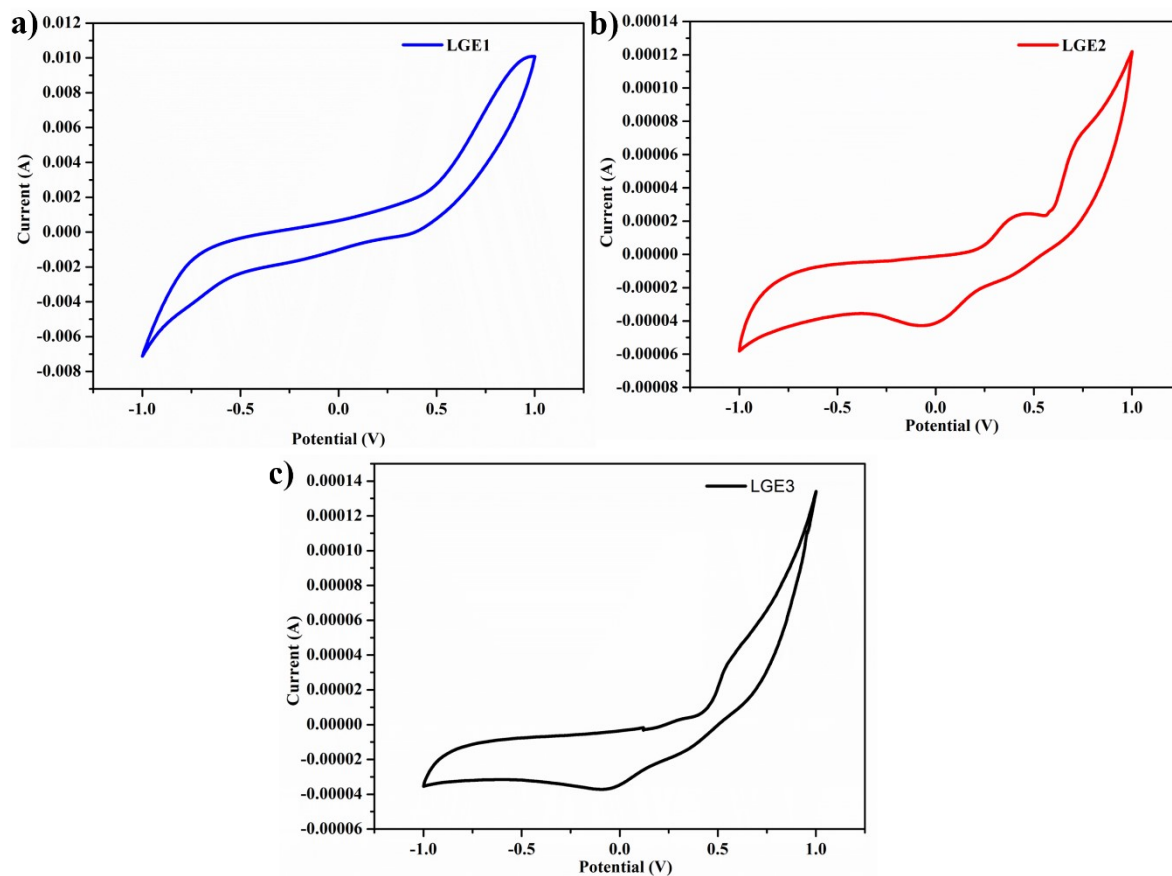 a)
LGE1
0.012
0.010
0.008
0.006
0.004
0.002
0.000
-0.002
-0.004
-0.006
-0.008
Current (A)
-1.0 -0.5 0.0 0.5 1.0
Potential (V)
b)
LGE2
0.00014
0.00012
0.00010
0.00008
0.00006
0.00004
0.00002
0.00000
-0.00002
-0.00004
-0.00006
-0.00008
Current (A)
-1.0 -0.5 0.0 0.5 1.0
Potential (V)
c)
LGE3
0.00014
0.00012
0.00010
0.00008
0.00006
0.00004
0.00002
0.00000
-0.00002
-0.00004
-0.00006
Current (A)
-1.0 -0.5 0.0 0.5 1.0
Potential (V)